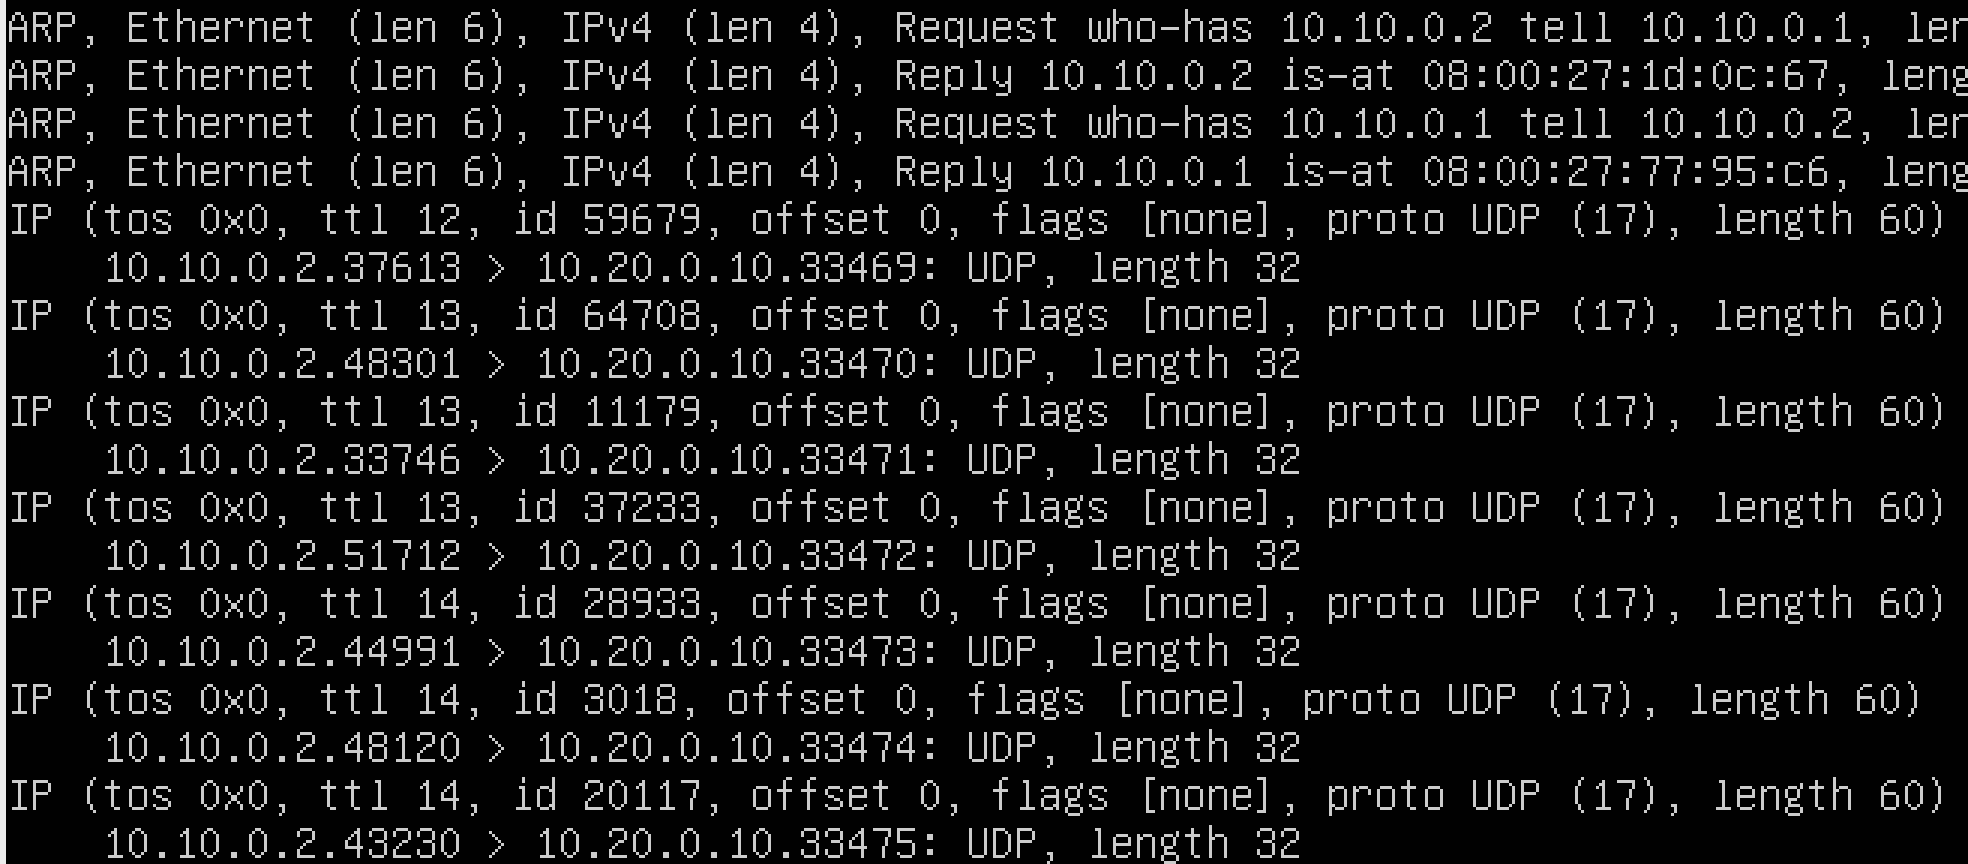 ARP, Ethernet (len 6), IPv4 (len 4), Request who-has 10.10.0.2 tell 10.10.0.1, len
ARP, Ethernet (len 6), IPv4 (len 4), Reply 10.10.0.2 is-at 08:00:27:1d:0c:67, leng
ARP, Ethernet (len 6), IPv4 (len 4), Request who-has 10.10.0.1 tell 10.10.0.2, len
ARP, Ethernet (len 6), IPv4 (len 4), Reply 10.10.0.1 is-at 08:00:27:77:95:c6, leng
IP (tos 0x0, ttl 12, id 59679, offset 0, flags [none], proto UDP (17), length 60)
10.10.0.2.37613 > 10.20.0.10.33469: UDP, length 32
IP (tos 0x0, ttl 13, id 64708, offset 0, flags [none], proto UDP (17), length 60)
10.10.0.2.48301 > 10.20.0.10.33470: UDP, length 32
IP (tos 0x0, ttl 13, id 11179, offset 0, flags [none], proto UDP (17), length 60)
10.10.0.2.33746 > 10.20.0.10.33471: UDP, length 32
IP (tos 0x0, ttl 13, id 37233, offset 0, flags [none], proto UDP (17), length 60)
10.10.0.2.51712 > 10.20.0.10.33472: UDP, length 32
IP (tos 0x0, ttl 14, id 28933, offset 0, flags [none], proto UDP (17), length 60)
10.10.0.2.44991 > 10.20.0.10.33473: UDP, length 32
IP (tos 0x0, ttl 14, id 3018, offset 0, flags [none], proto UDP (17), length 60)
10.10.0.2.48120 > 10.20.0.10.33474: UDP, length 32
IP (tos 0x0, ttl 14, id 20117, offset 0, flags [none], proto UDP (17), length 60)
10.10.0.2.43230 > 10.20.0.10.33475: UDP, length 32